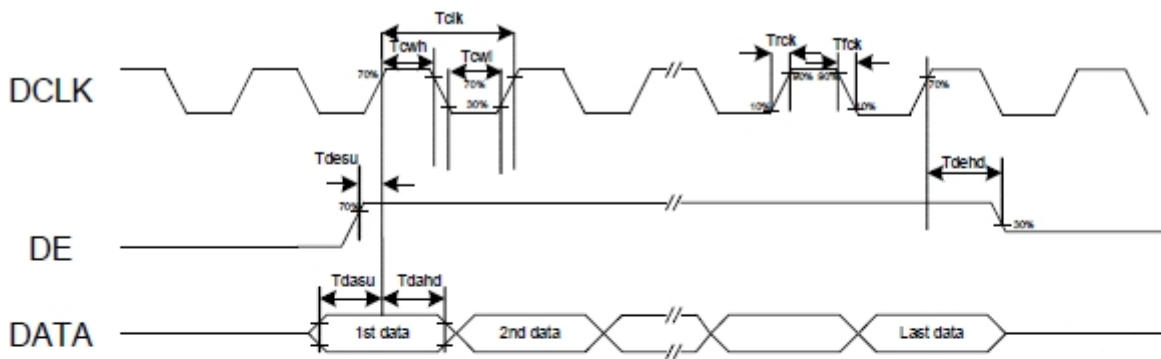 Tclk
Tcwh
Tcwl
Trck
Tfck
DCLK
70%
70%
30%
90%
90%
10%
10%
70%
Tdesu
Tdehd
DE
70%
30%
Tdasu
Tdahd
DATA
1st data
2nd data
Last data